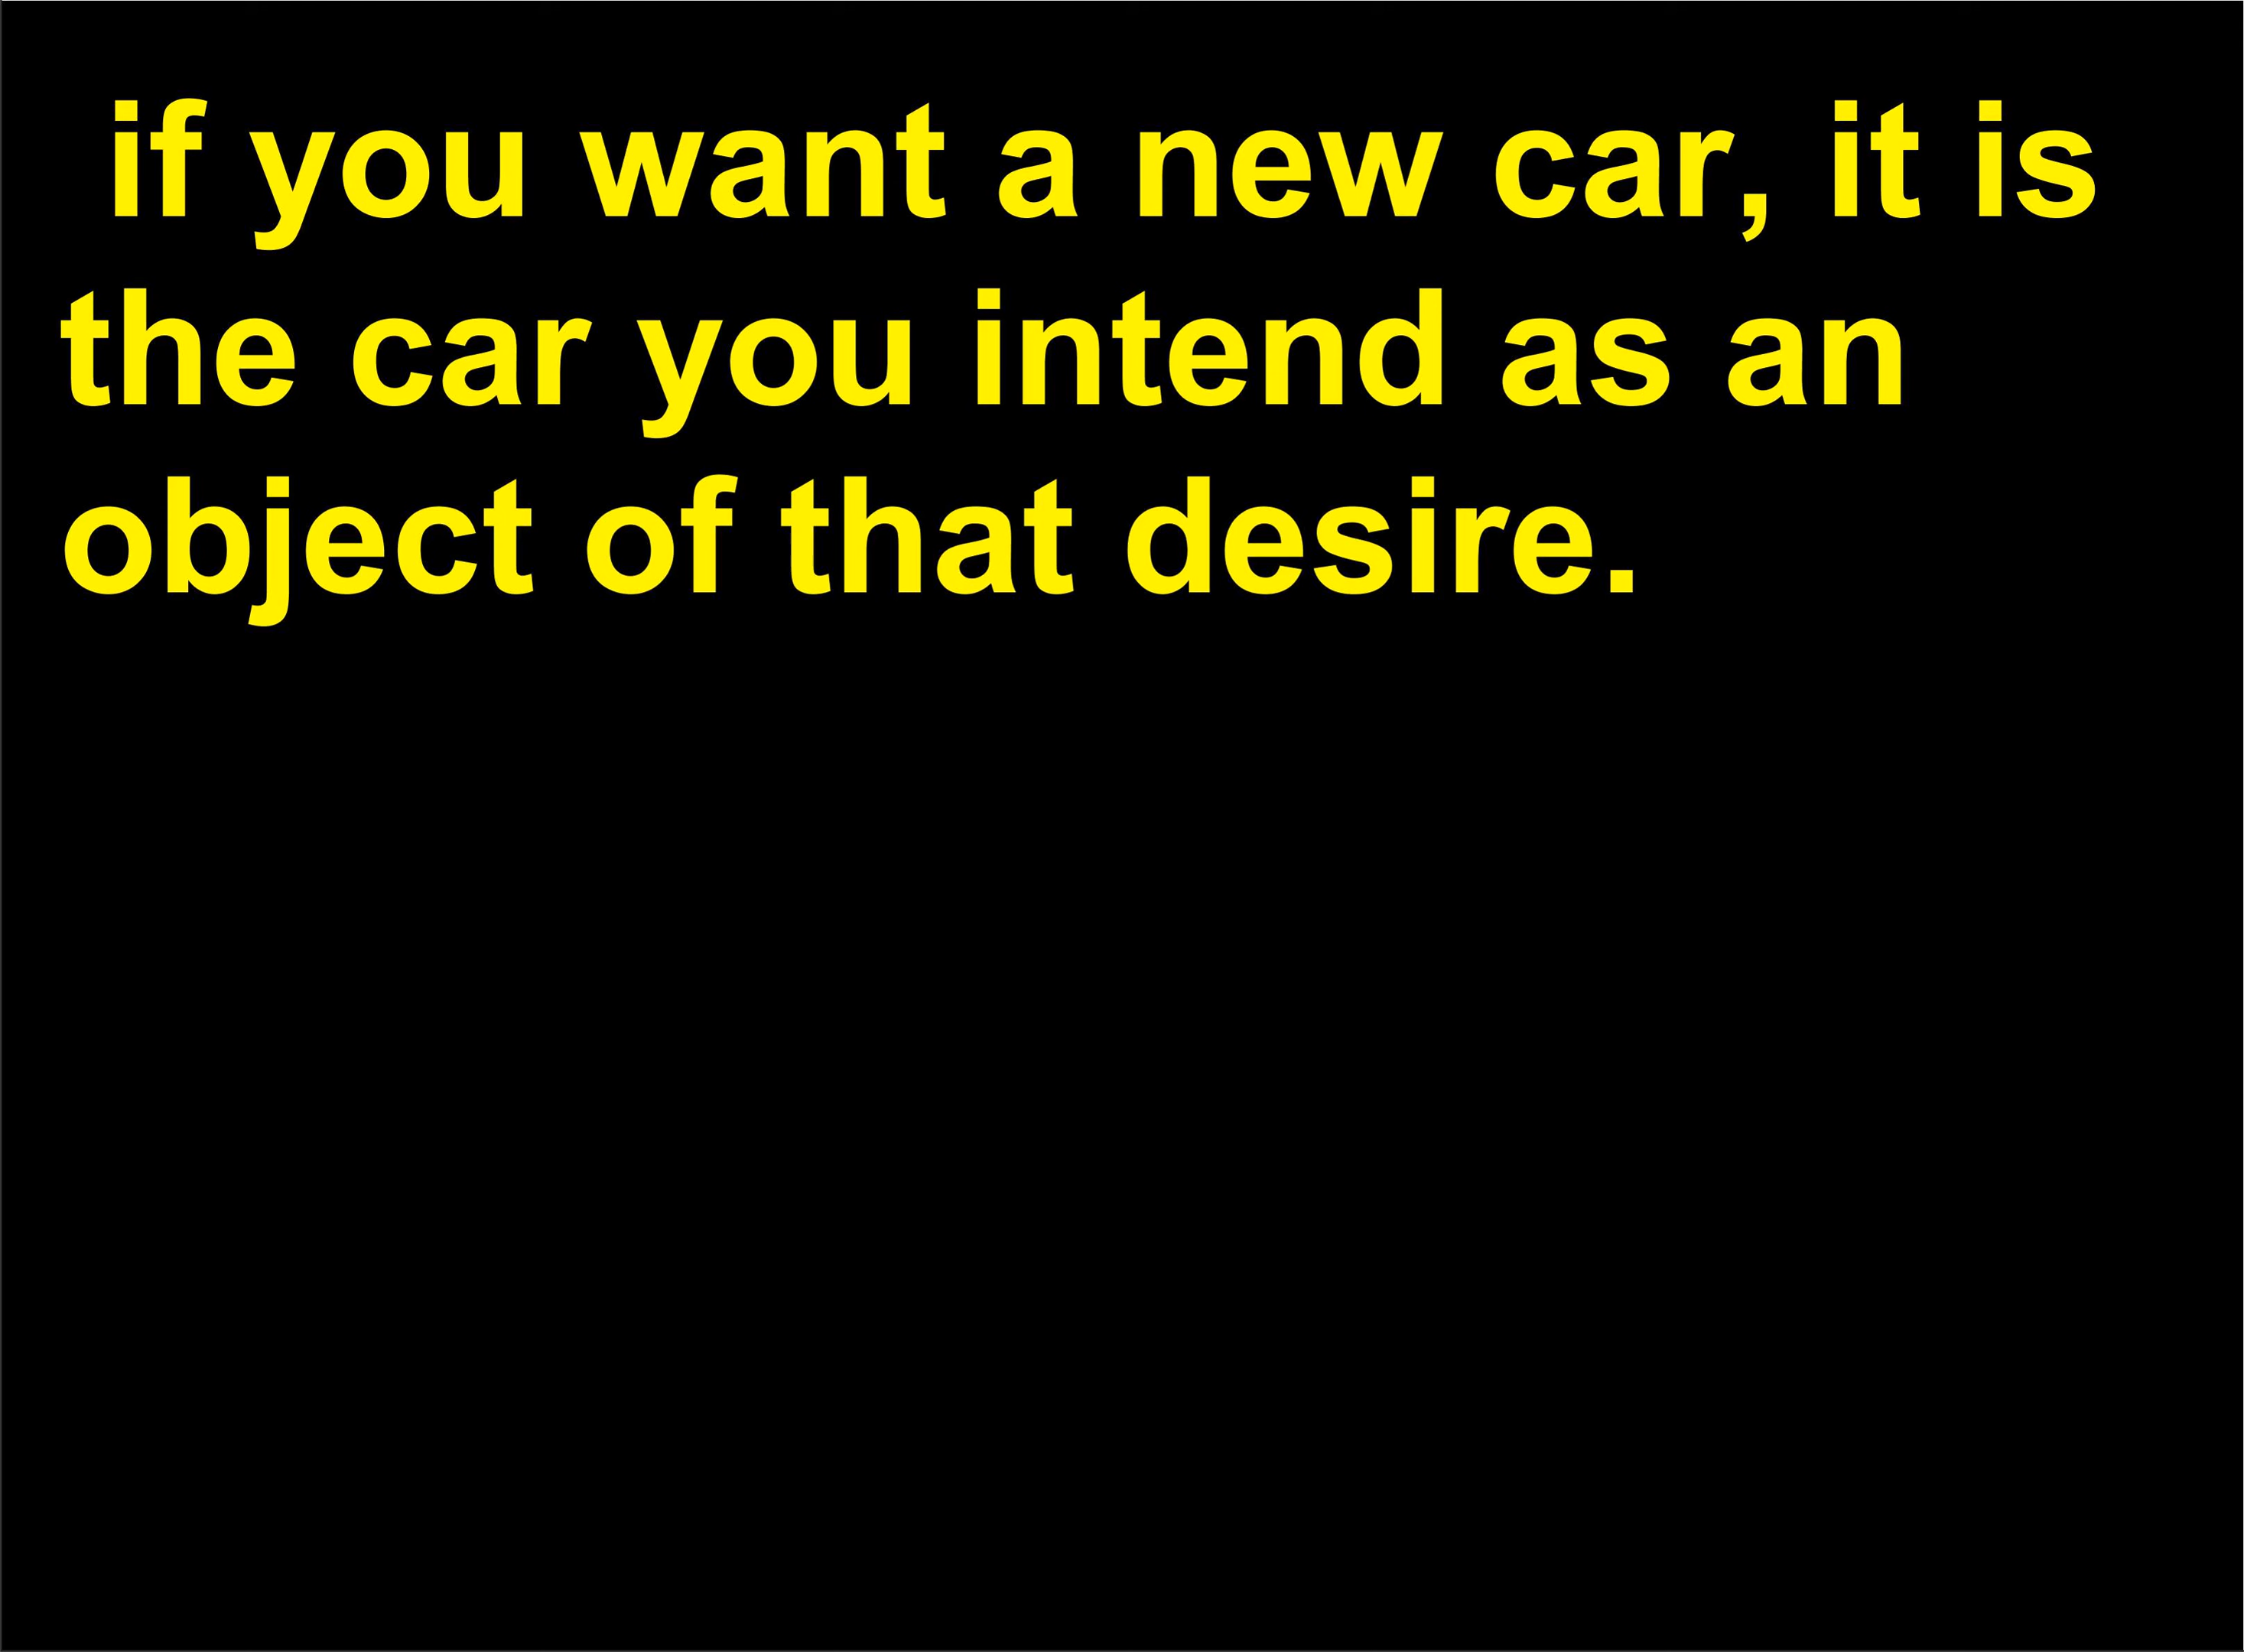 if you want a new car, it is
the car you intend as an
object of that desire.